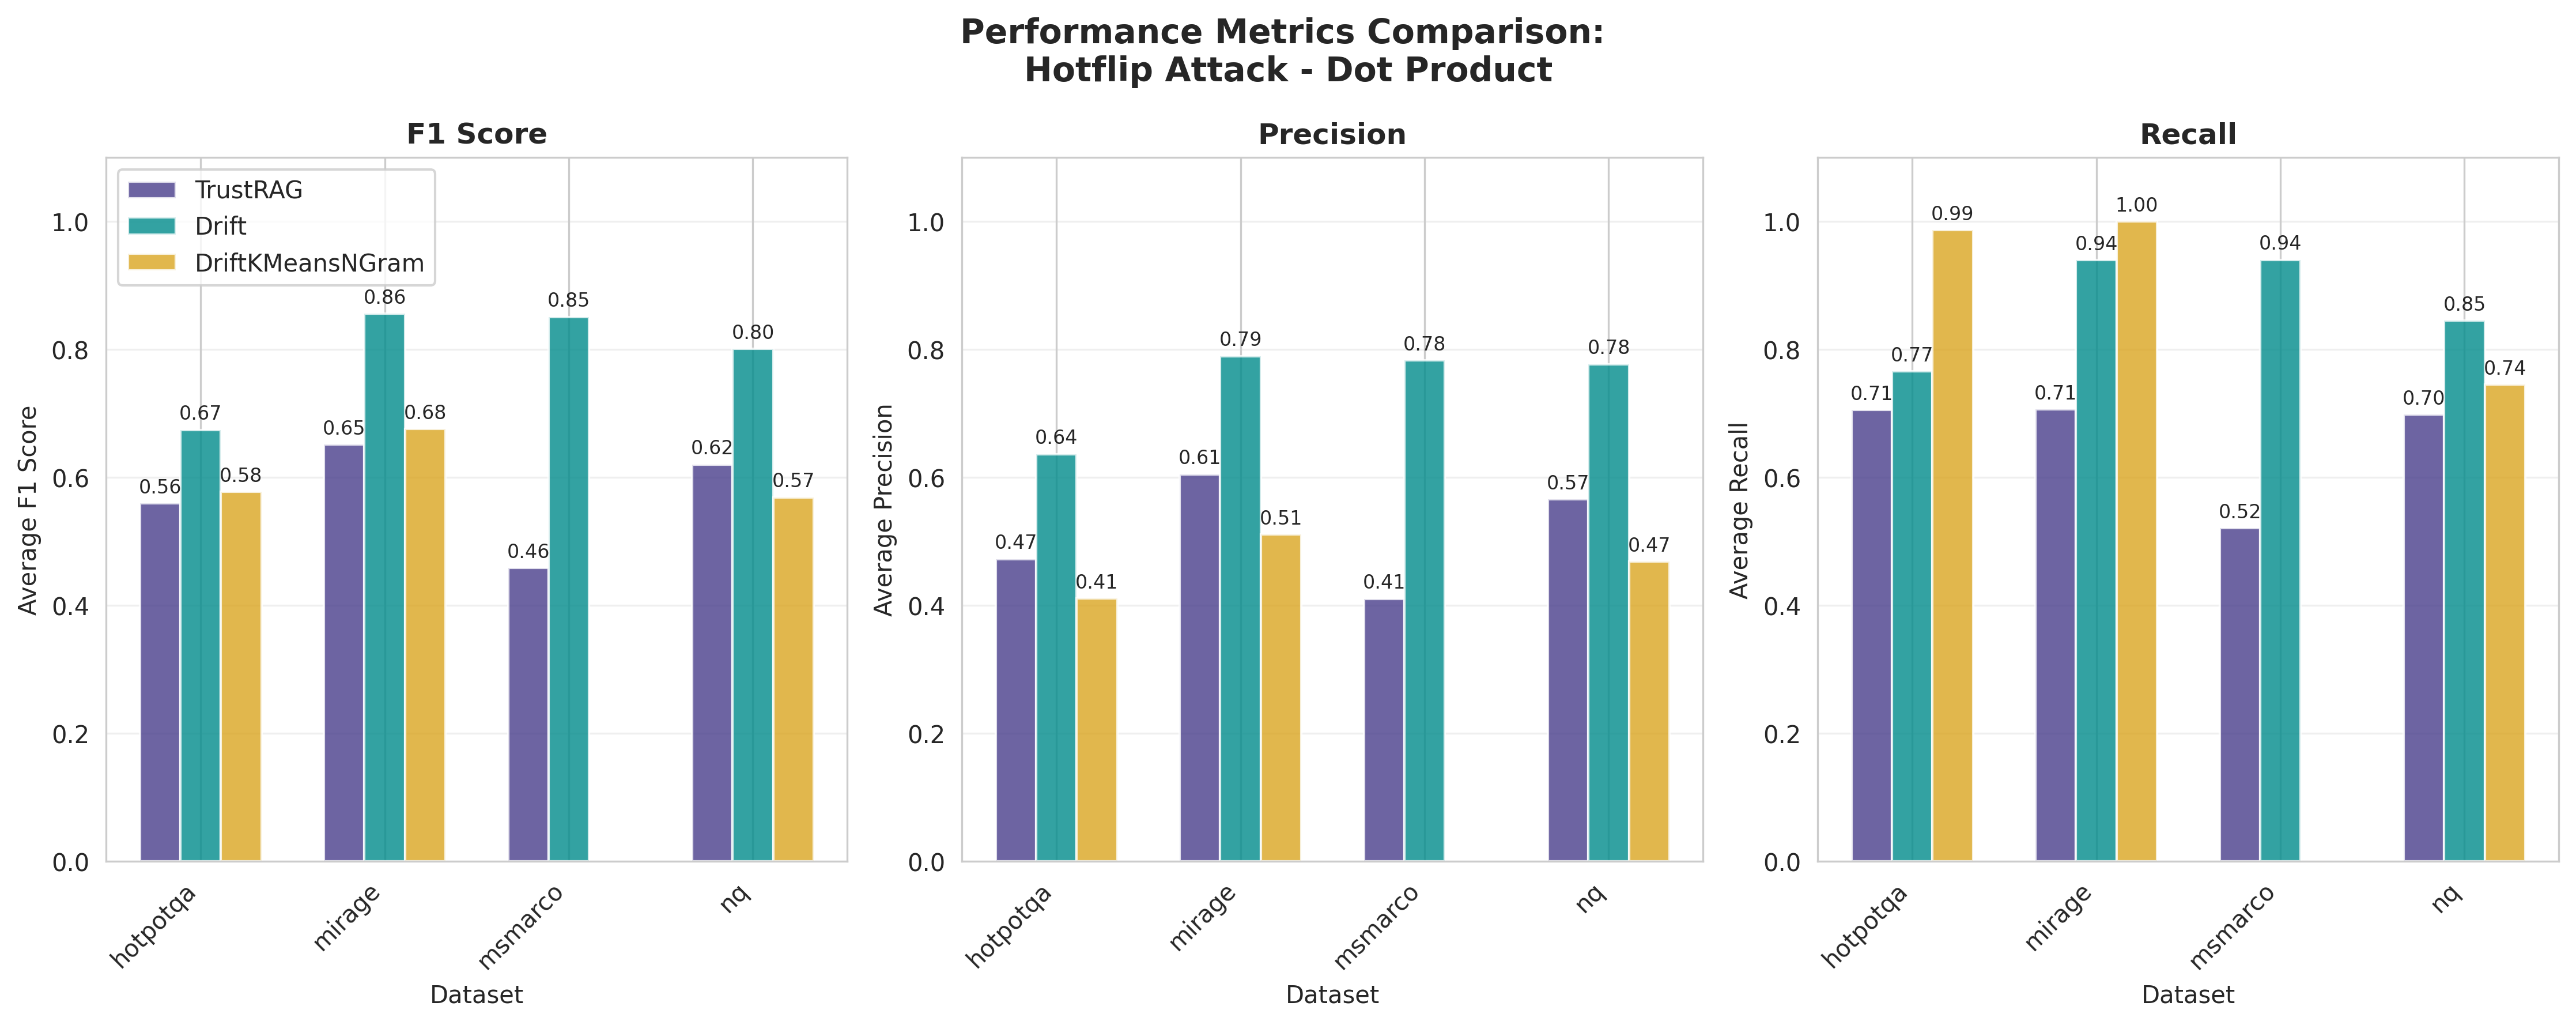 Performance Metrics Comparison:
Hotflip Attack - Dot Product
F1 Score
TrustRAG
Drift
DriftKMeansNGram
Average F1 Score
1.0
0.8
0.6
0.4
0.2
0.0
0.56
0.67
0.58
0.65
0.86
0.68
0.46
0.85
0.62
0.80
0.57
hotpotqa
mirage
msmarco
nq
Dataset
Precision
Average Precision
1.0
0.8
0.6
0.4
0.2
0.0
0.47
0.64
0.41
0.61
0.79
0.51
0.41
0.78
0.57
0.78
0.47
hotpotqa
mirage
msmarco
nq
Dataset
Recall
Average Recall
1.0
0.8
0.6
0.4
0.2
0.0
0.71
0.77
0.99
0.71
0.94
1.00
0.52
0.94
0.70
0.85
0.74
hotpotqa
mirage
msmarco
nq
Dataset